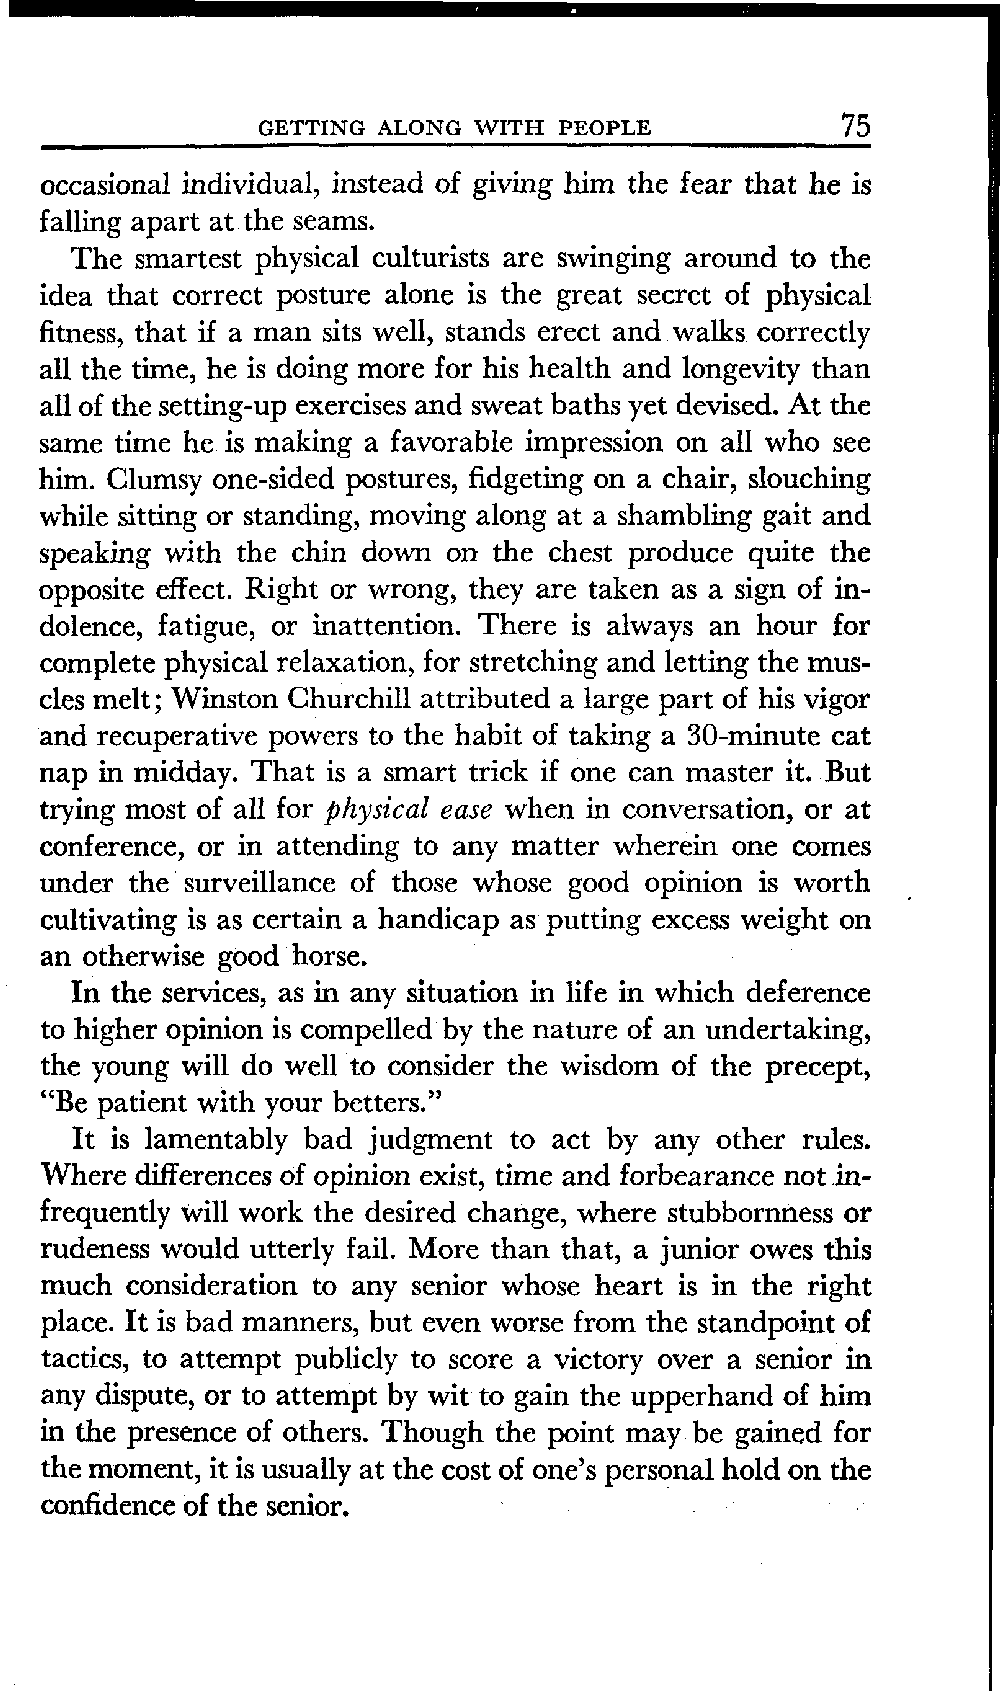 GETTING ALONG WITH PEOPLE 75
occasional individual, instead of giving him the fear that he is
falling apart at the seams.
The smartest physical culturists are swinging around to the
idea that correct posture alone is the great secret of physical
fitness, that if a man sits well, stands erect and walks correctly
all the time, he is doing more for his health and longevity than
all of the setting-up exercises and sweat baths yet devised. At the
same time he is making a favorable impression on all who see
him. Clumsy one-sided postures, fidgeting on a chair, slouching
while sitting or standing, moving along at a shambling gait and
speaking with the chin down on the chest produce quite the
opposite effect. Right or wrong, they are taken as a sign of in-
dolence, fatigue, or inattention. There is always an hour for
complete physical relaxation, for stretching and letting the mus-
cles melt; Winston Churchill attributed a large part of his vigor
and recuperative powers to the habit of taking a 30-minute cat
nap in midday. That is a smart trick if one can master it. But
trying most of all for physical ease when in conversation, or at
conference, or in attending to any matter wherein one comes
under the surveillance of those whose good opinion is worth
cultivating is as certain a handicap as putting excess weight on
an otherwise good horse.
In the services, as in any situation in life in which deference
to higher opinion is compelled by the nature of an undertaking,
the young will do well to consider the wisdom of the precept,
“Be patient with your betters.”
It is lamentably bad judgment to act by any other rules.
Where differences of opinion exist, time and forbearance not in-
frequently will work the desired change, where stubbornness or
rudeness would utterly fail. More than that, a junior owes this
much consideration to any senior whose heart is in the right
place. It is bad manners, but even worse from the standpoint of
tactics, to attempt publicly to score a victory over a senior in
any dispute, or to attempt by wit to gain the upperhand of him
in the presence of others. Though the point may be gained for
the moment, it is usually at the cost of one’s personal hold on the
confidence of the senior.